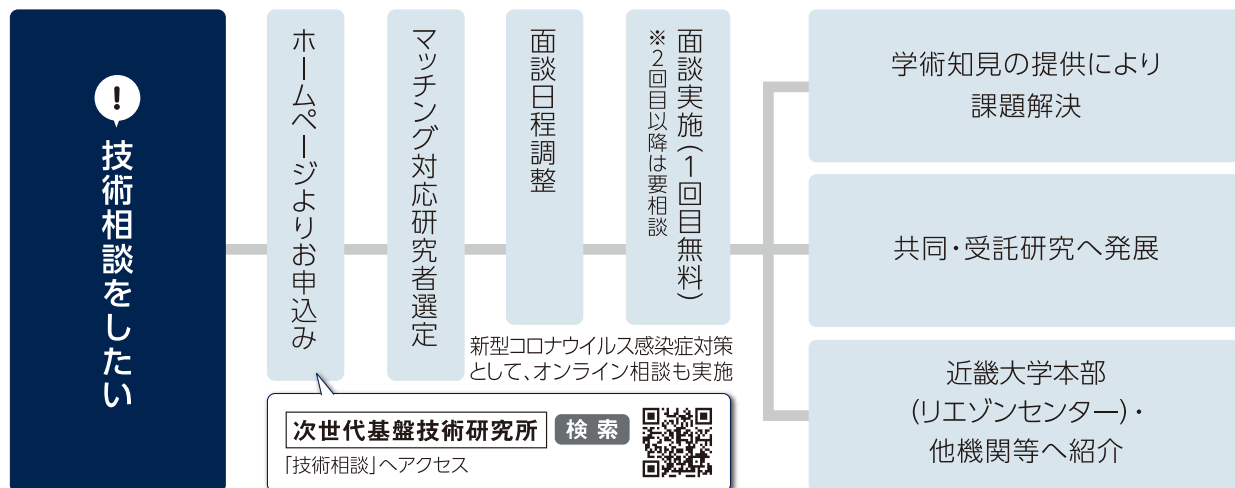 !
技術相談をしたい
ホームページよりお申込み
マッチング対応研究者選定
面談日程調整
面談実施(1回目無料)
※2回目以降は要相談
新型コロナウイルス感染症対策
として、オンライン相談も実施
次世代基盤技術研究所 検索
「技術相談」へアクセス
学術知見の提供により
課題解決
共同・受託研究へ発展
近畿大学本部
(リエゾンセンター)・
他機関等へ紹介